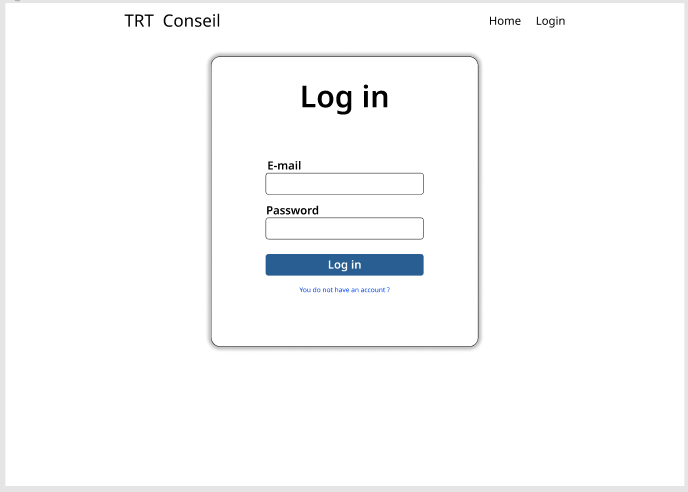 TRT Conseil
Home Login
Log in
E-mail
Password
Log in
You do not have an account ?